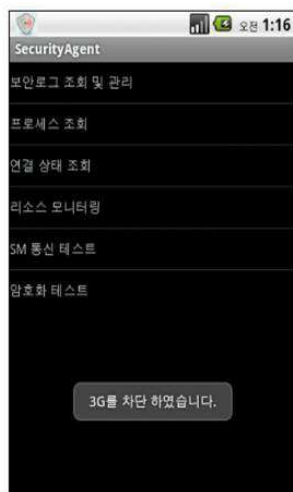 오전 1:16
SecurityAgent
보안로그 조회 및 관리
프로세스 조회
연결 상태 조회
리소스 모니터링
SM 통신 테스트
암호화 테스트
3G를 차단 하였습니다.